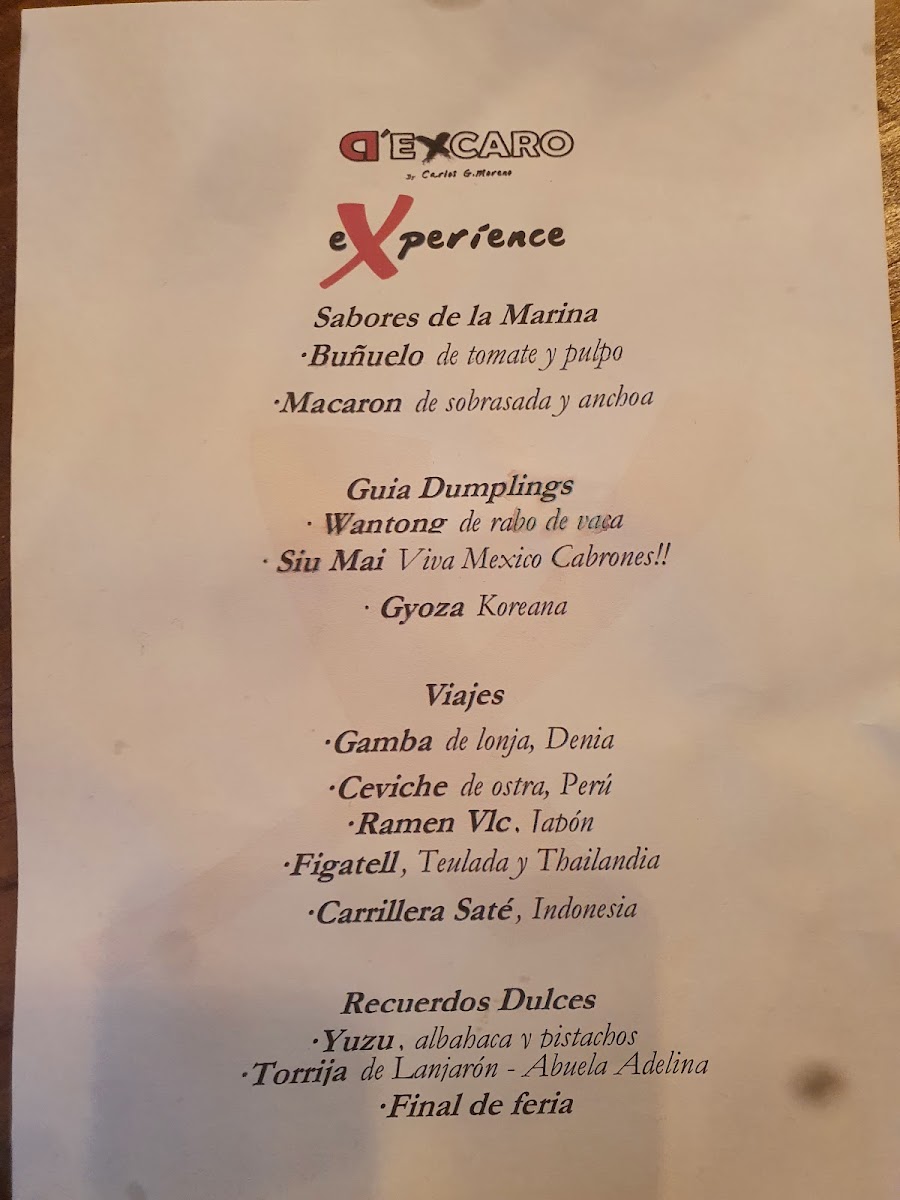 D'EXCARO
By Carlos G. Moreno
eXperíence
Sabores de la Marina
·Buñuelo de tomate y pulpo
·Macaron de sobrasada y anchoa
Guia Dumplings
· Wantong de rabo de vaca
· Siu Mai Viva Mexico Cabrones!!
· Gyoza Koreana
Viajes
·Gamba de lonja, Denia
·Ceviche de ostra, Perú
·Ramen Vlc, Japón
·Figatell, Teulada y Thailandia
·Carrillera Saté, Indonesia
Recuerdos Dulces
·Yuzu, albahaca y pistachos
·Torrija de Lanjarón - Abuela Adelina
·Final de feria